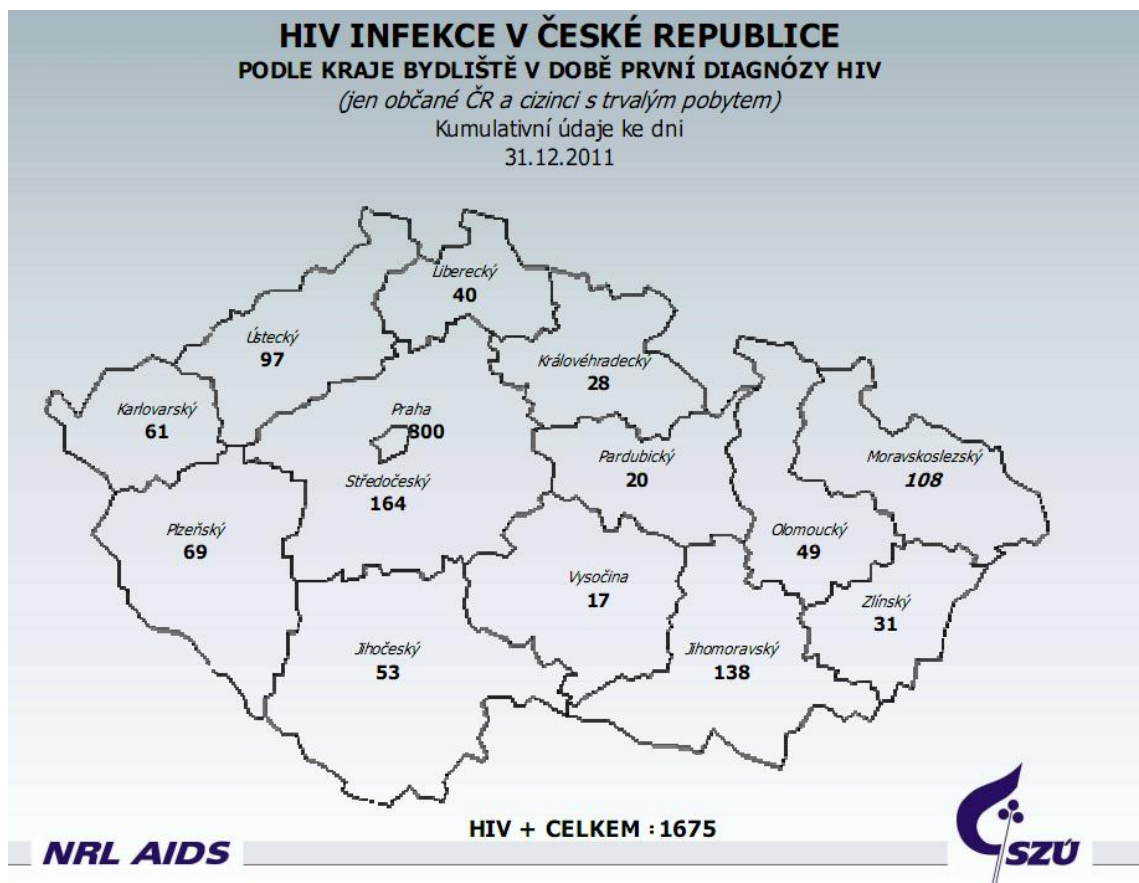 HIV INFEKCE V ČESKÉ REPUBLICE
PODLE KRAJE BYDLIŠTĚ V DOBĚ PRVNÍ DIAGNÓZY HIV
(jen občané ČR a cizinci s trvalým pobytem)
Kumulativní údaje ke dni
31.12.2011
Liberecký
40
Ústecký
97
Královéhradecký
28
Karlovarský
61
Praha
800
Pardubický
20
Moravskoslezský
108
Středočeský
164
Plzeňský
69
Olomoucký
49
Vysočina
17
Zlínský
31
Jihočeský
53
Jihomoravský
138
HIV + CELKEM : 1675
NRL AIDS
SZÚ